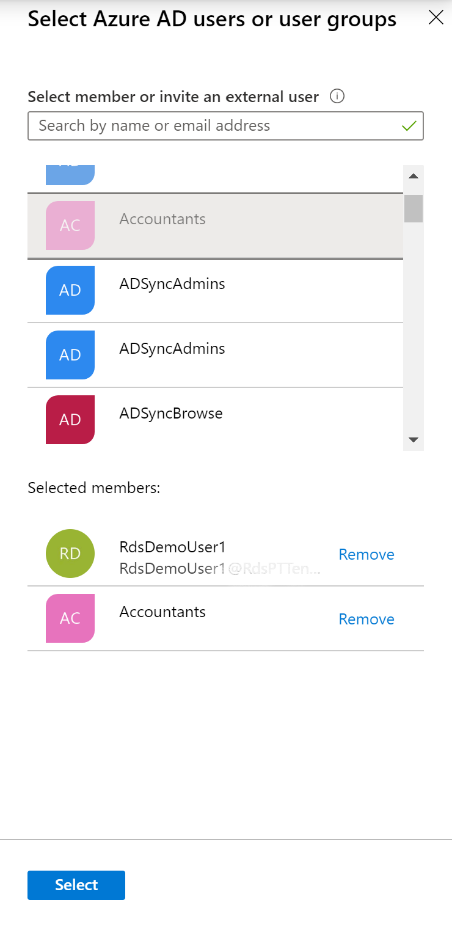 Select Azure AD users or user groups
Select member or invite an external user
Search by name or email address
AC
Accountants
AD
ADSyncAdmins
AD
ADSyncAdmins
AD
ADSyncBrowse
Selected members:
RD
RdsDemoUser1
RdsDemoUser1@RdsPTTen...
Remove
AC
Accountants
Remove
Select